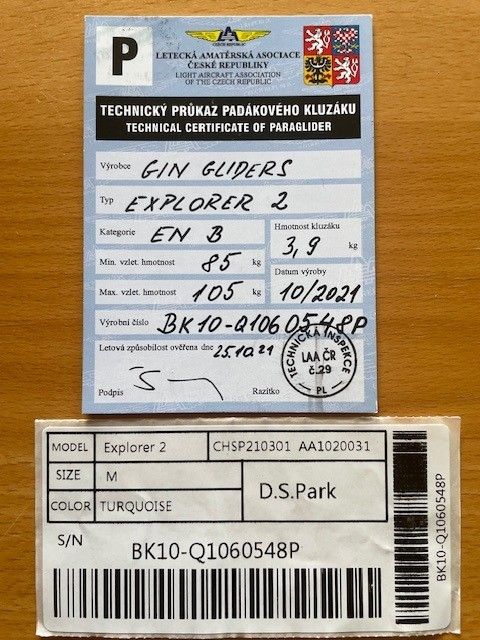 P
LAA
CZECH REPUBLIC
LETECKÁ AMATÉRSKÁ ASOCIACE
ČESKÉ REPUBLIKY
LIGHT AIRCRAFT ASSOCIATION
OF THE CZECH REPUBLIC
TECHNICKÝ PRŮKAZ PADÁKOVÉHO KLUZÁKU
TECHNICAL CERTIFICATE OF PARAGLIDER
Výrobce GIN GLIDERS
Typ EXPLORER 2
Kategorie EN B
Hmotnost kluzáku
3,9 kg
Min. vzlet. hmotnost 85 kg
Datum výroby
Max. vzlet. hmotnost 105 kg
10/2021
Výrobní číslo BK10-Q1060548P
Letová způsobilost ověřena dne 25.10.21
TECHNICKÁ INSPEKCE
LAA ČR
č.29
PL
Podpis
Razítko
MODEL Explorer 2 CHSP210301 AA1020031
SIZE M
D.S.Park
COLOR TURQUOISE
S/N
BK10-Q1060548P
BK10-Q1060548P